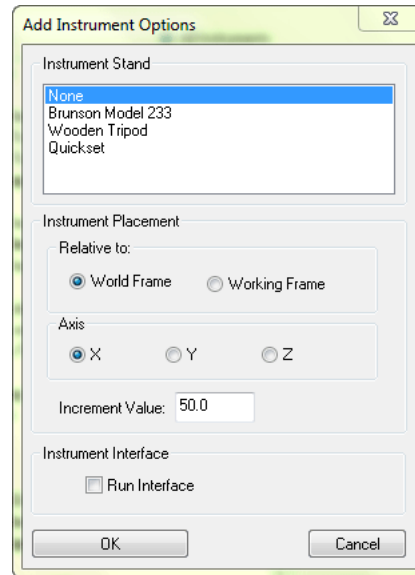 Add Instrument Options
Instrument Stand
None
Brunson Model 233
Wooden Tripod
Quickset
Instrument Placement
Relative to:
World Frame Working Frame
Axis
X Y Z
Increment Value: 50.0
Instrument Interface
Run Interface
OK Cancel